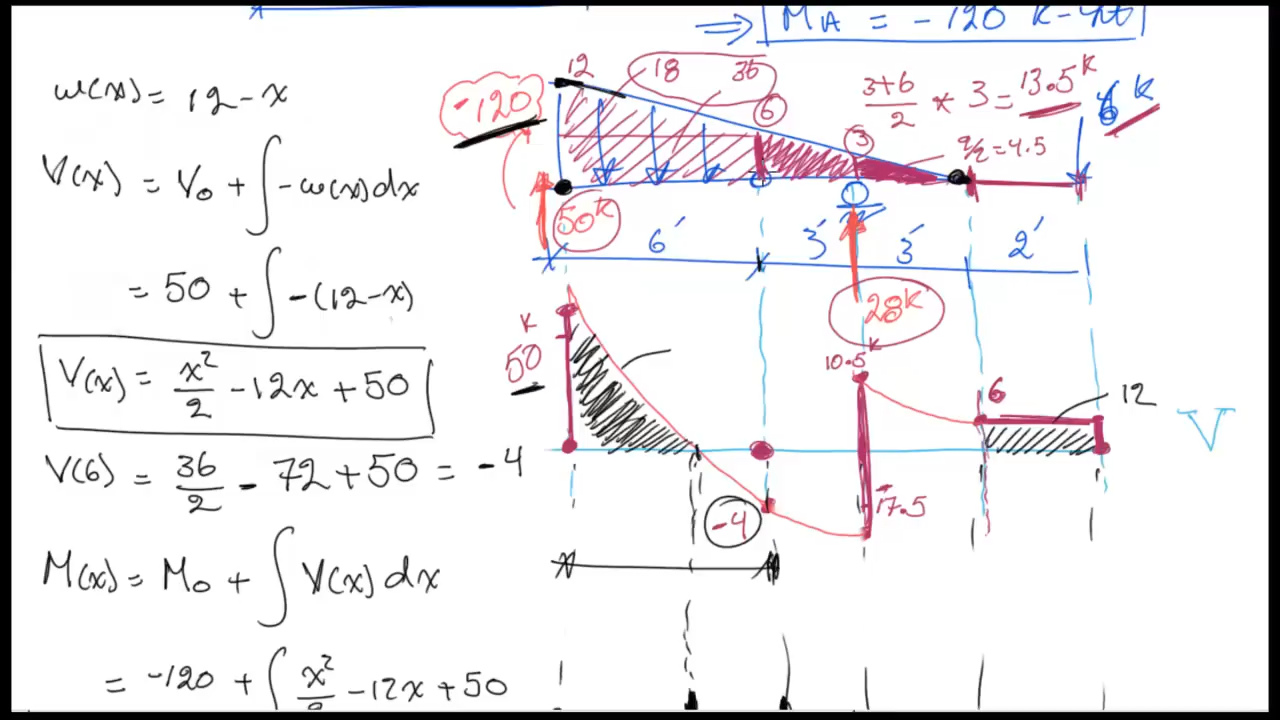 ⇒ M_A = -120 k-ft
w(x) = 12 - x
V(x) = V₀ + ∫ -w(x) dx
= 50 + ∫ -(12-x)
V(x) = x²/2 - 12x + 50
V(6) = 36/2 - 72 + 50 = -4
M(x) = M₀ + ∫ V(x) dx
= -120 + ∫ x²/2 - 12x + 50
12 18 36
-120
6
3+6/2 * 3 = 13.5ᵏ
6 k
3
9/2 = 4.5
50ᵏ
6' 3' 3' 2'
28ᵏ
50 k
10.5ᵏ
6
12
V
-4
-17.5